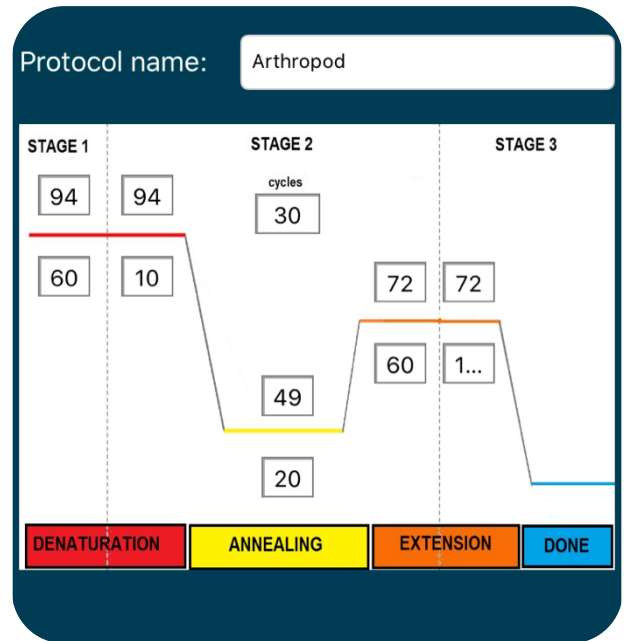 Protocol name: Arthropod
STAGE 1 STAGE 2 STAGE 3
cycles
94 94 30
60 10 72 72
60 1...
49
20
DENATURATION ANNEALING EXTENSION DONE